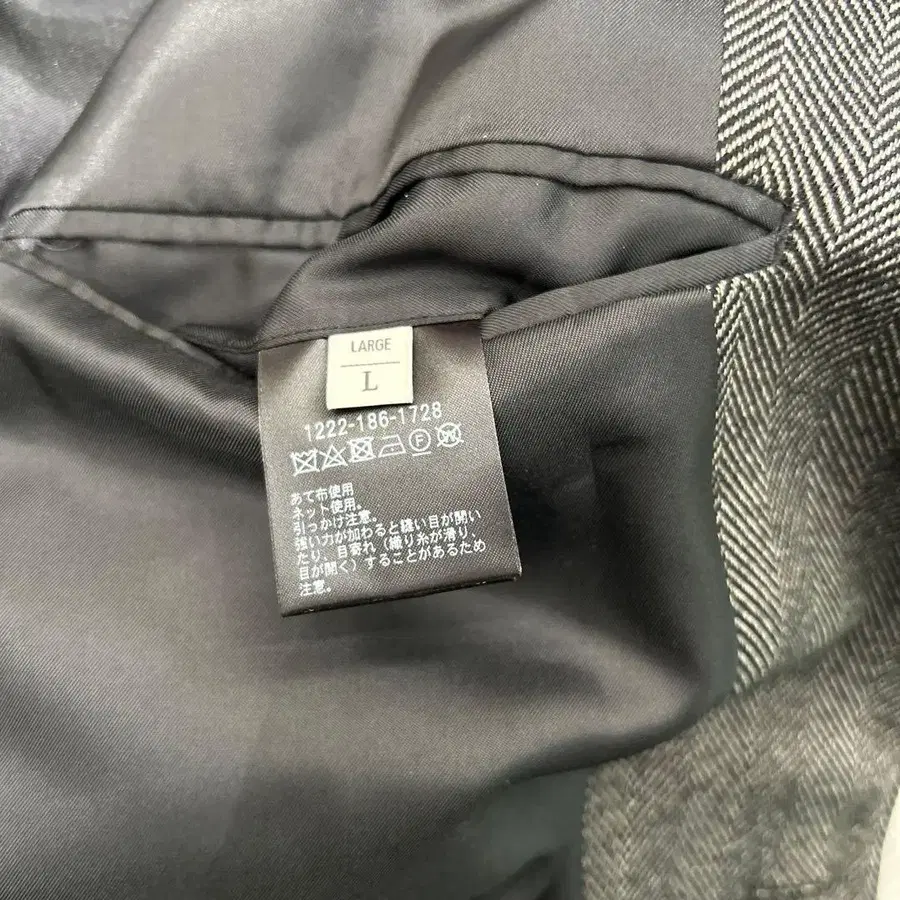 LARGE
L
1222-186-1728
F
W
あて布使用
ネット使用。
引っかけ注意。
強い力が加わると縫い目が開い
たり、目寄れ（織り糸が滑り、
目が開く）することがあるため
注意。